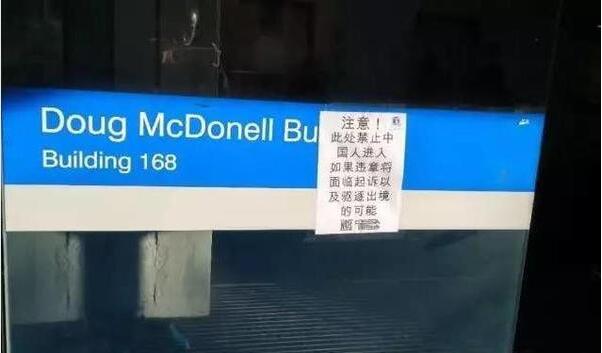 Doug McDonell Bu
Building 168
注意！
此处禁止中
国人进入
如果违章将
面临起诉以
及驱逐出境
的可能